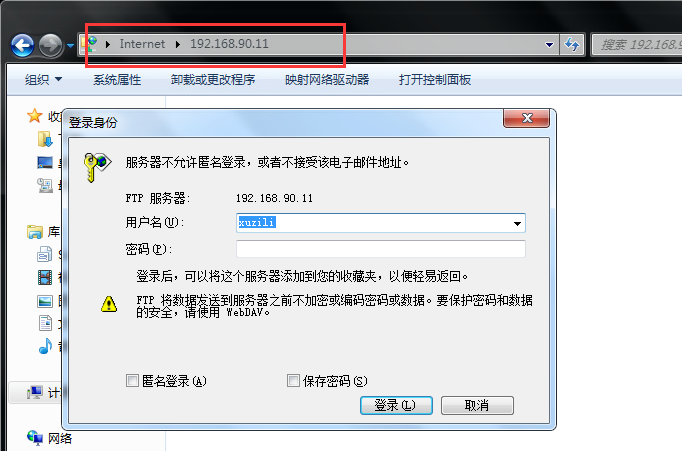 Internet 192.168.90.11
搜索 192.168.9
组织 系统属性 卸载或更改程序 映射网络驱动器 打开控制面板
收
登录身份
服务器不允许匿名登录，或者不接受该电子邮件地址。
FTP 服务器: 192.168.90.11
用户名(U): xuzili
密码(P):
登录后，可以将这个服务器添加到您的收藏夹，以便轻易返回。
FTP 将数据发送到服务器之前不加密或编码密码或数据。要保护密码和数据
的安全，请使用 WebDAV。
匿名登录(A) 保存密码(S)
登录(L) 取消
库
S
计
网络